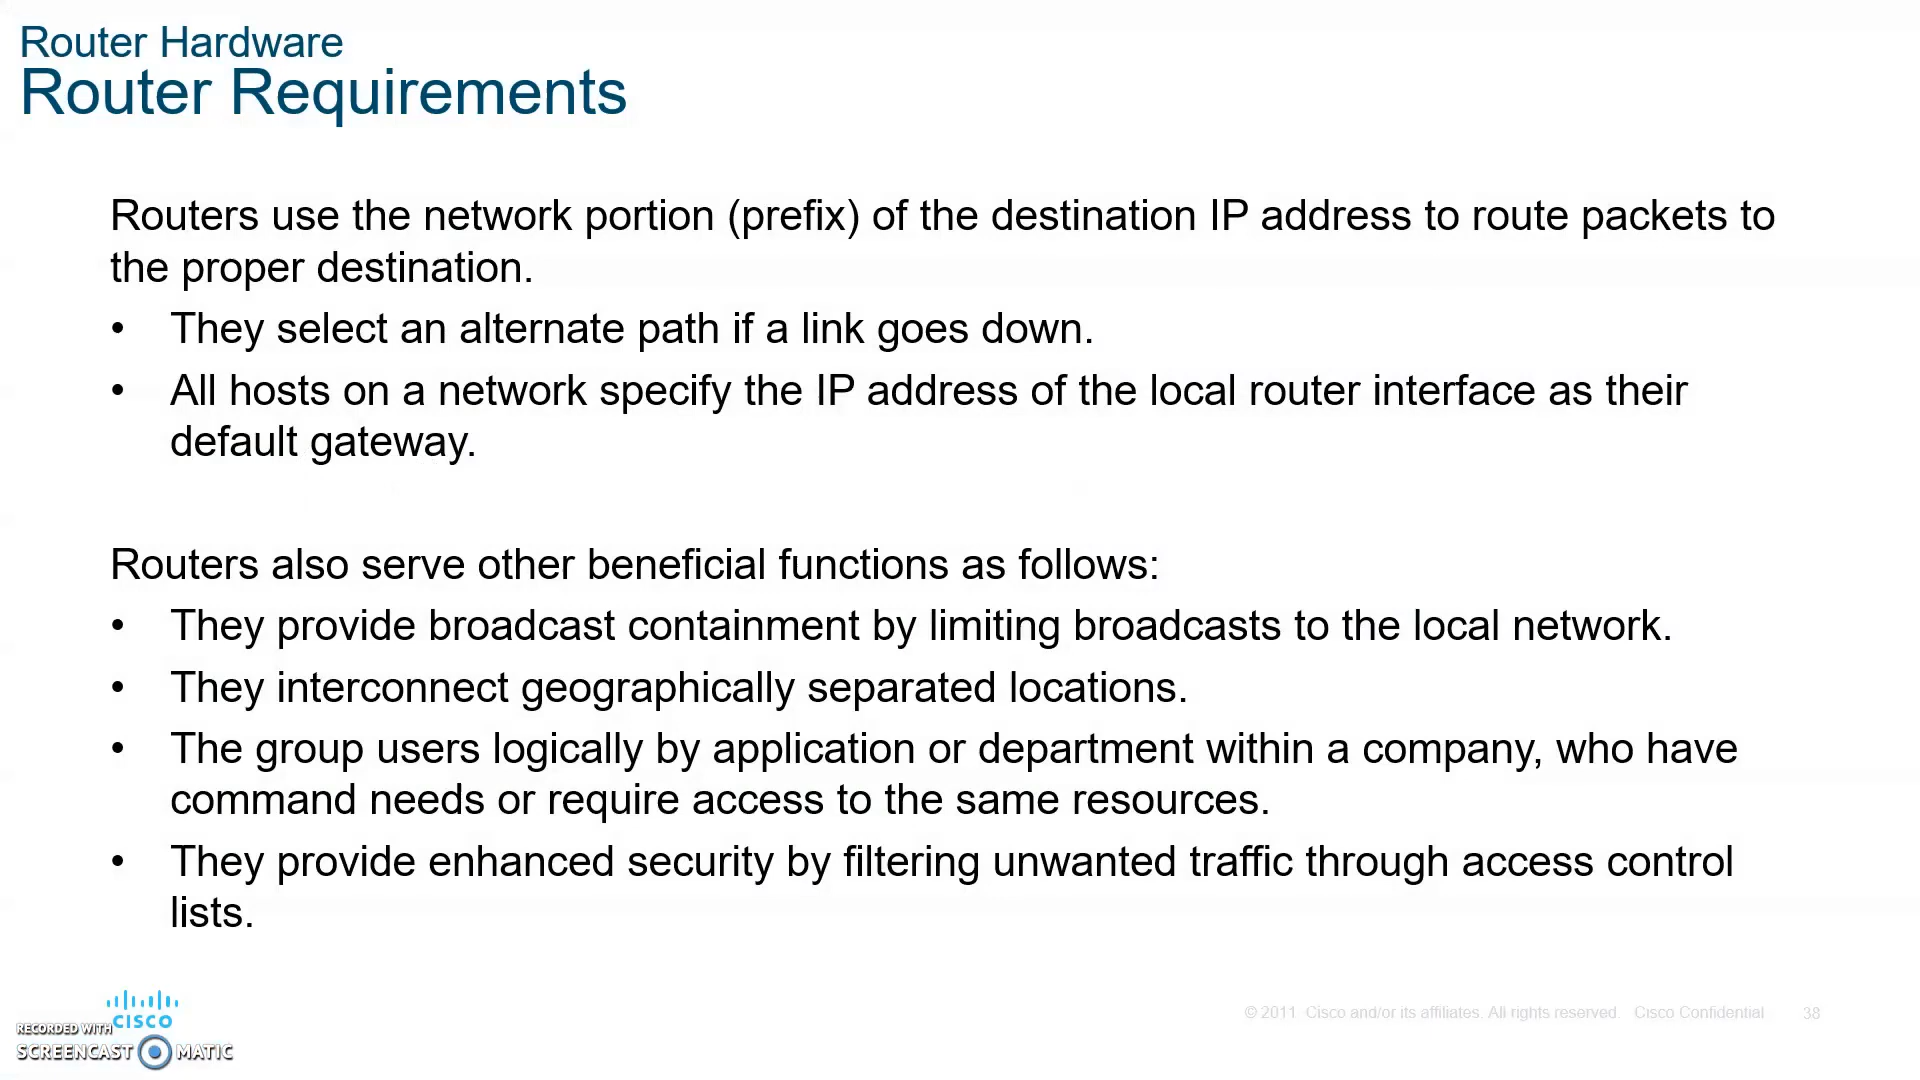 Router Hardware
Router Requirements
Routers use the network portion (prefix) of the destination IP address to route packets to
the proper destination.
• They select an alternate path if a link goes down.
• All hosts on a network specify the IP address of the local router interface as their
default gateway.
Routers also serve other beneficial functions as follows:
• They provide broadcast containment by limiting broadcasts to the local network.
• They interconnect geographically separated locations.
• The group users logically by application or department within a company, who have
command needs or require access to the same resources.
• They provide enhanced security by filtering unwanted traffic through access control
lists.
CISCO
RECORDED WITH
SCREENCAST MATIC
© 2011 Cisco and/or its affiliates. All rights reserved. Cisco Confidential 38